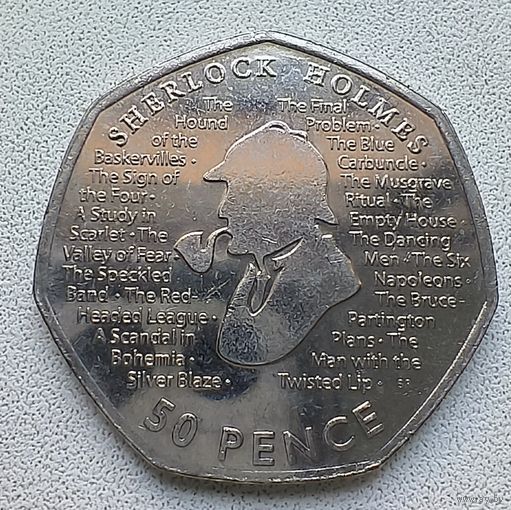 SHERLOCK HOLMES
The
Hound
of the
Baskervilles ·
The Sign of
the Four ·
A Study in
Scarlet · The
Valley of Fear ·
The Speckled
Band · The Red-
Headed League ·
A Scandal in
Bohemia ·
Silver Blaze ·
The Final
Problem ·
The Blue
Carbuncle ·
The Musgrave
Ritual · The
Empty House ·
The Dancing
Men · The Six
Napoleons ·
The Bruce-
Partington
Plans · The
Man with the
Twisted Lip ·
50 PENCE